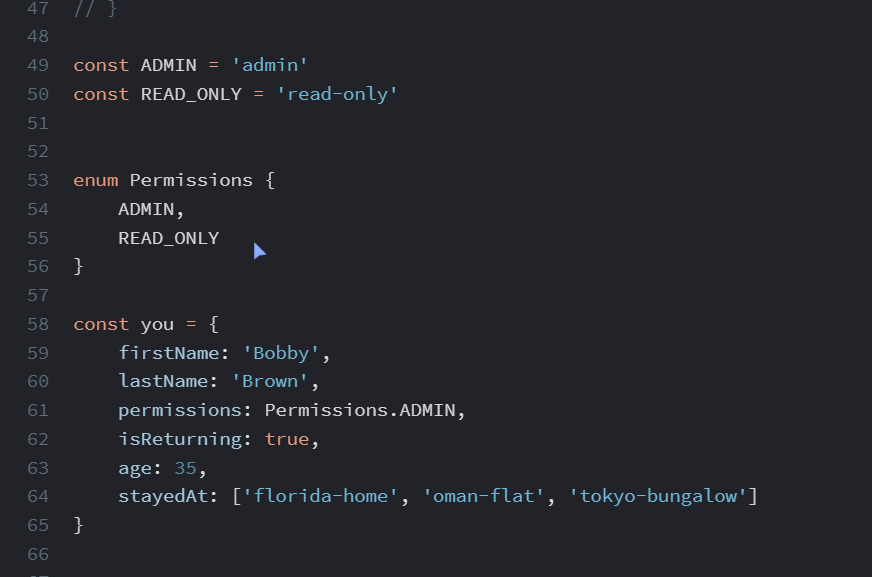 47 // }
48
49 const ADMIN = 'admin'
50 const READ_ONLY = 'read-only'
51
52
53 enum Permissions {
54     ADMIN,
55     READ_ONLY
56 }
57
58 const you = {
59     firstName: 'Bobby',
60     lastName: 'Brown',
61     permissions: Permissions.ADMIN,
62     isReturning: true,
63     age: 35,
64     stayedAt: ['florida-home', 'oman-flat', 'tokyo-bungalow']
65 }
66